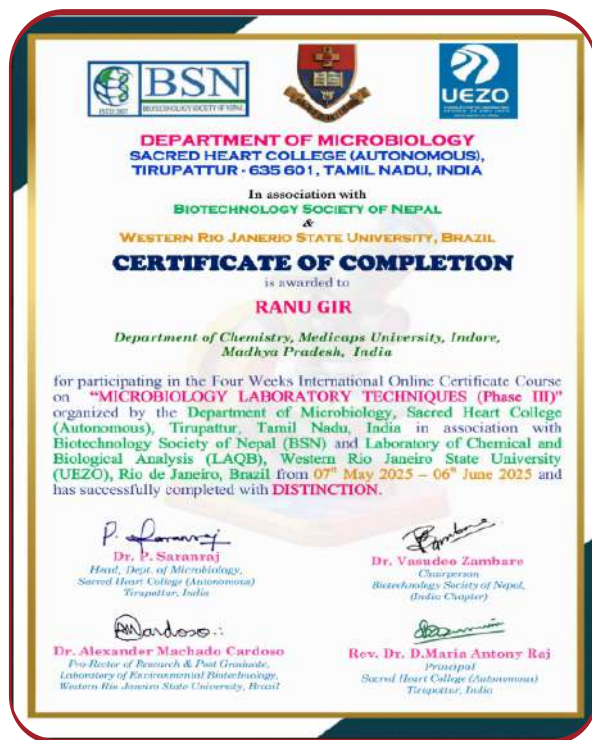 BSN
BIOTECHNOLOGY SOCIETY OF NEPAL
UEZO
DEPARTMENT OF MICROBIOLOGY
SACRED HEART COLLEGE (AUTONOMOUS),
TIRUPATTUR - 635 601, TAMIL NADU, INDIA
In association with
BIOTECHNOLOGY SOCIETY OF NEPAL
&
WESTERN RIO JANERIO STATE UNIVERSITY, BRAZIL
CERTIFICATE OF COMPLETION
is awarded to
RANU GIR
Department of Chemistry, Medicaps University, Indore,
Madhya Pradesh, India
for participating in the Four Weeks International Online Certificate Course
on "MICROBIOLOGY LABORATORY TECHNIQUES (Phase III)"
organized by the Department of Microbiology, Sacred Heart College
(Autonomous), Tirupattur, Tamil Nadu, India in association with
Biotechnology Society of Nepal (BSN) and Laboratory of Chemical and
Biological Analysis (LAQB), Western Rio Janeiro State University
(UEZO), Rio de Janeiro, Brazil from 07th May 2025 – 06th June 2025 and
has successfully completed with DISTINCTION.
Dr. P. Saranraj
Head, Dept. of Microbiology,
Sacred Heart College (Autonomous)
Tirupattur, India
Dr. Vasudeo Zambare
Chairperson
Biotechnology Society of Nepal,
(India Chapter)
Dr. Alexander Machado Cardoso
Pro-Rector of Research & Post Graduate,
Laboratory of Environmental Biotechnology,
Western Rio Janeiro State University, Brazil
Rev. Dr. D.Maria Antony Raj
Principal
Sacred Heart College (Autonomous)
Tirupattur, India